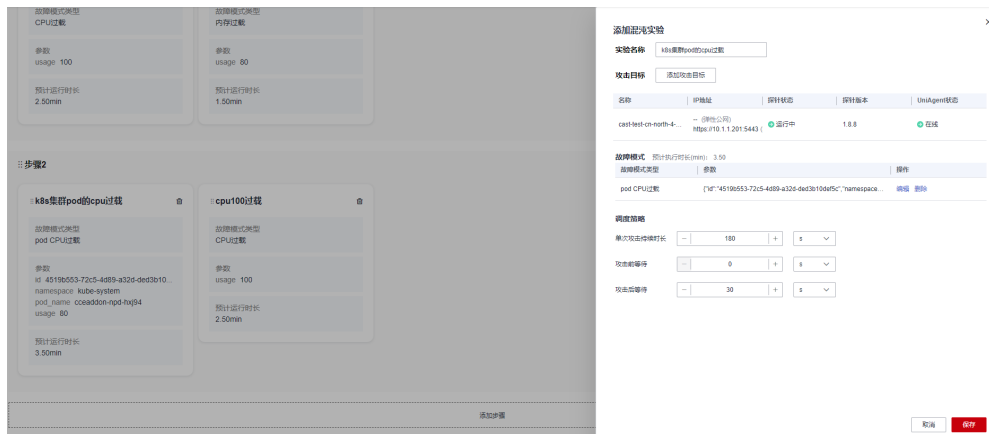 故障模式类型
CPU过载
参数
usage 100
预计运行时长
2.50min
故障模式类型
内存过载
参数
usage 80
预计运行时长
1.50min
步骤2
k8s集群pod的cpu过载
故障模式类型
pod CPU过载
参数
id 4519b553-72c5-4d89-a32d-ded3b10...
namespace kube-system
pod_name cceaddon-npd-hxj94
usage 80
预计运行时长
3.50min
cpu100过载
故障模式类型
CPU过载
参数
usage 100
预计运行时长
2.50min
添加步骤
添加混沌实验
实验名称 k8s集群pod的cpu过载
攻击目标 添加攻击目标
名称 IP地址 探针状态 探针版本 UniAgent状态
cast-test-cn-north-4-... -- (弹性公网) 运行中 1.8.8 在线
https://10.1.1.201:5443 (
故障模式 预计执行时长(min): 3.50
故障模式类型 参数 操作
pod CPU过载 {"id":"4519b553-72c5-4d89-a32d-ded3b10def5c","namespace... 编辑 删除
调度策略
单次攻击持续时长 − 180 + s
攻击前等待 − 0 + s
攻击后等待 − 30 + s
取消 保存